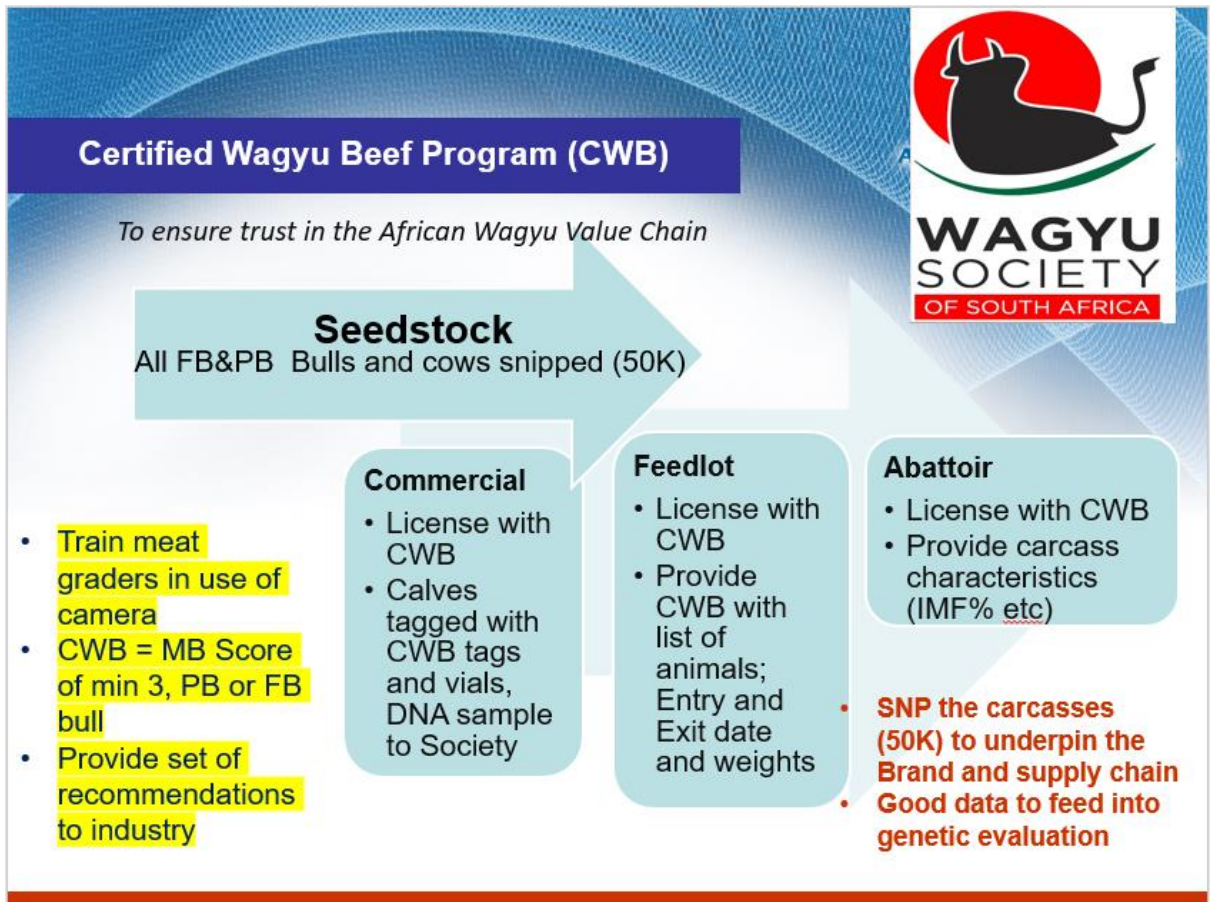 Certified Wagyu Beef Program (CWB)
To ensure trust in the African Wagyu Value Chain
WAGYU
SOCIETY
OF SOUTH AFRICA
Seedstock
All FB&PB Bulls and cows snipped (50K)
Commercial
• License with
CWB
• Calves
tagged with
CWB tags
and vials,
DNA sample
to Society
Feedlot
• License with
CWB
• Provide
CWB with
list of
animals;
Entry and
Exit date
and weights
Abattoir
• License with CWB
• Provide carcass
characteristics
(IMF% etc)
• Train meat
graders in use of
camera
• CWB = MB Score
of min 3, PB or FB
bull
• Provide set of
recommendations
to industry
• SNP the carcasses
(50K) to underpin the
Brand and supply chain
• Good data to feed into
genetic evaluation